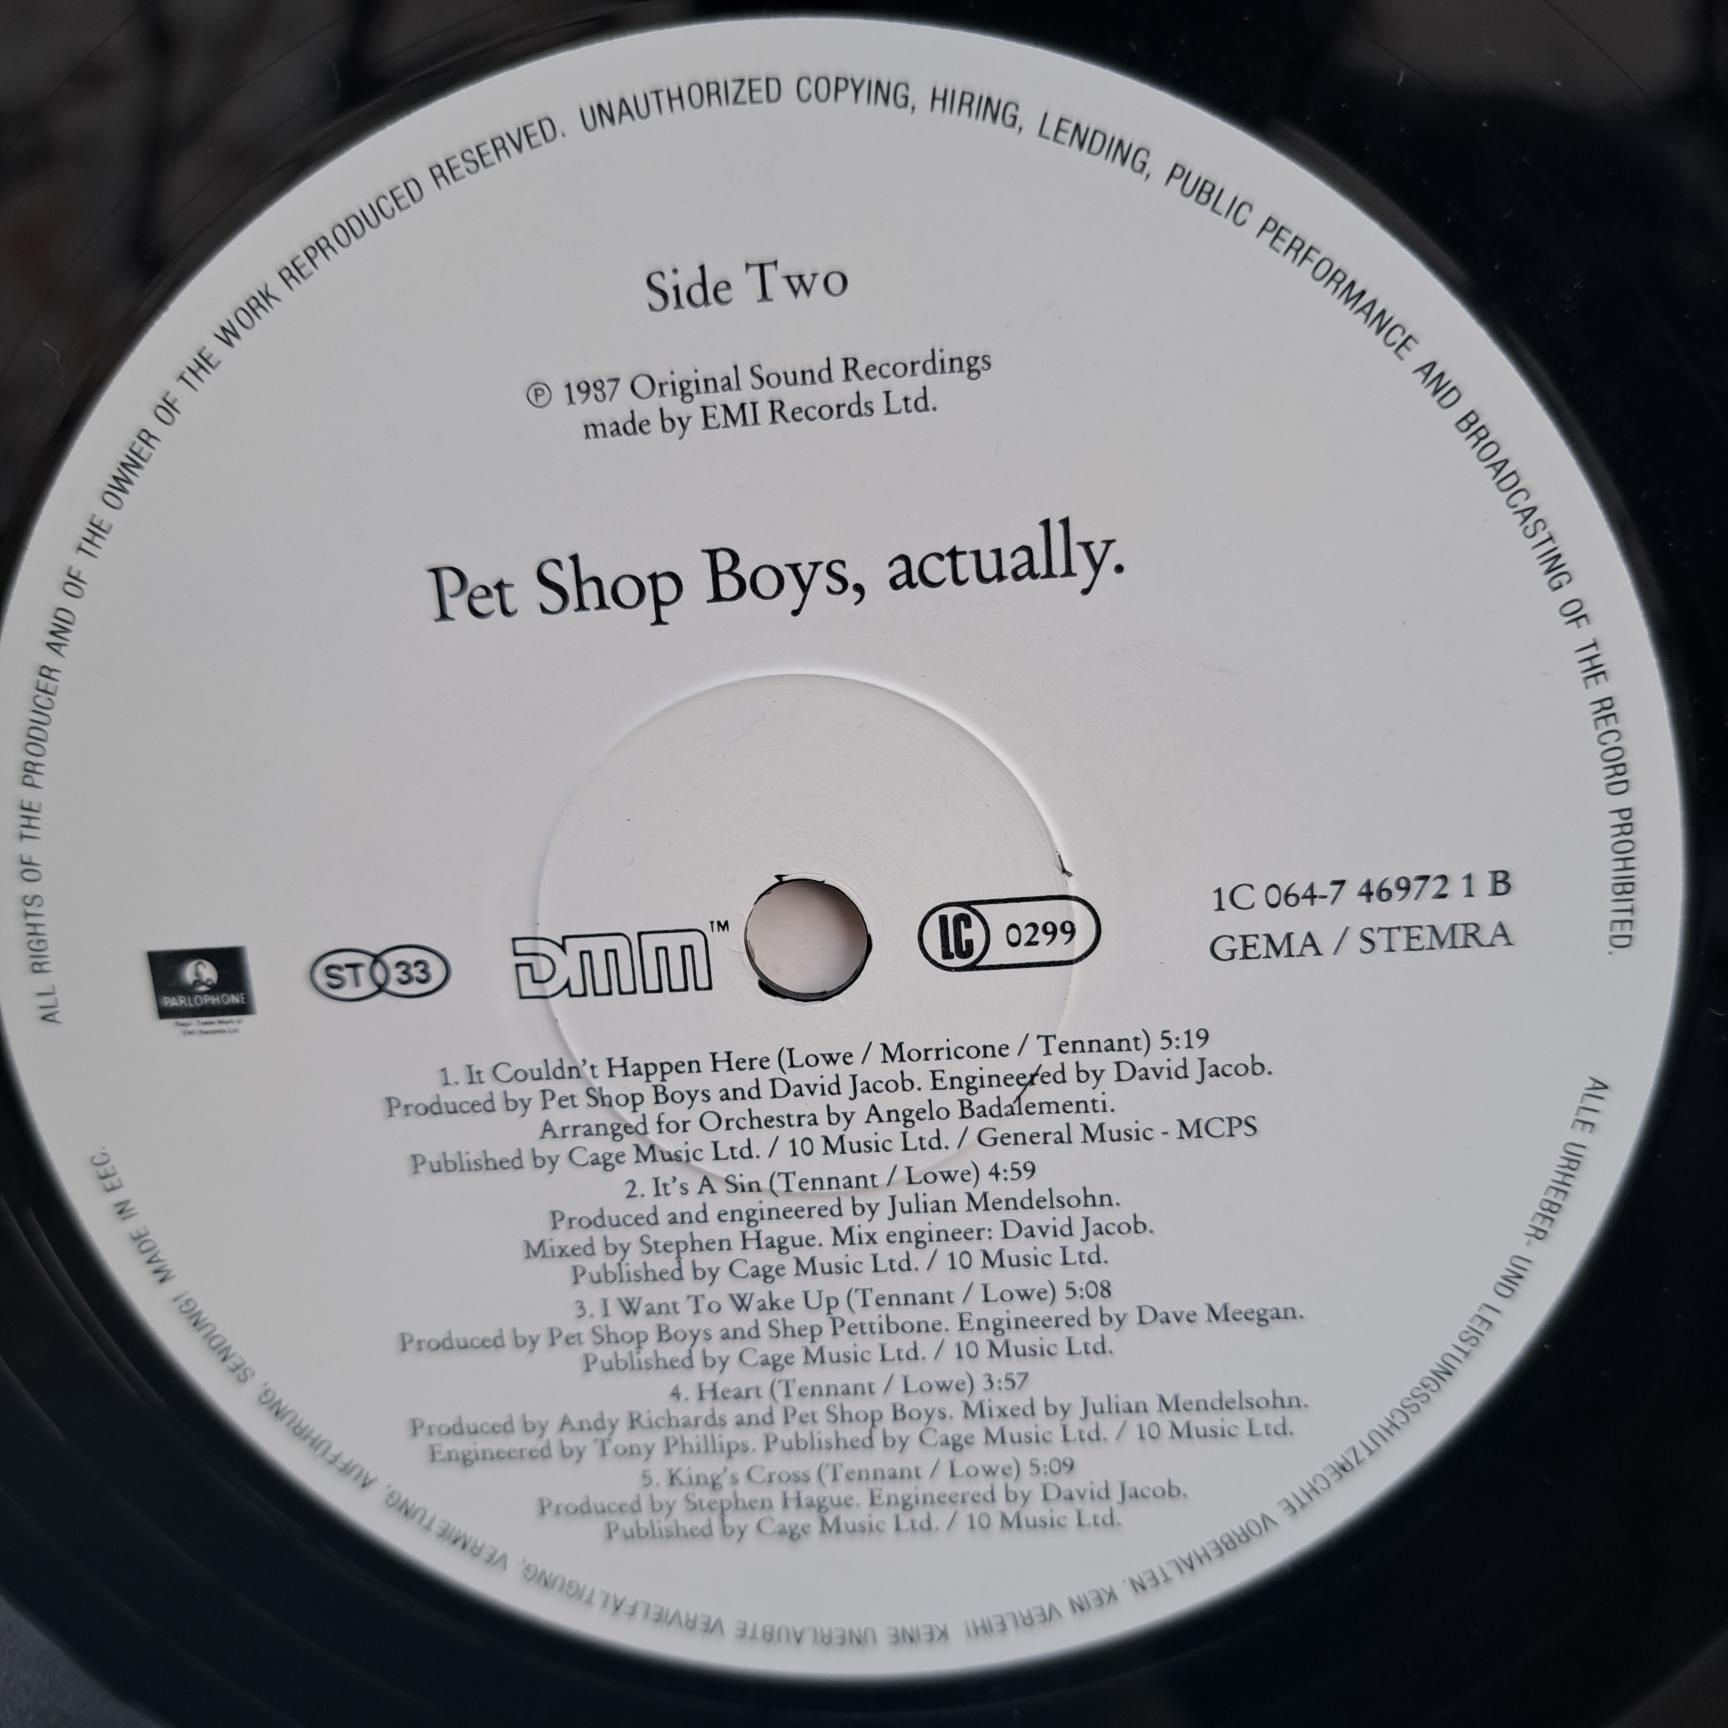 ALL RIGHTS OF THE PRODUCER AND OF THE OWNER OF THE WORK REPRODUCED RESERVED. UNAUTHORIZED COPYING, HIRING, LENDING, PUBLIC PERFORMANCE AND BROADCASTING OF THE RECORD PROHIBITED.
Side Two
℗ 1987 Original Sound Recordings
made by EMI Records Ltd.
Pet Shop Boys, actually.
PARLOPHONE
Regd. Trade Mark of
EMI Records Ltd
ST 33
DMM™
LC 0299
1C 064-7 46972 1 B
GEMA / STEMRA
1. It Couldn't Happen Here (Lowe / Morricone / Tennant) 5:19
Produced by Pet Shop Boys and David Jacob. Engineered by David Jacob.
Arranged for Orchestra by Angelo Badalementi.
Published by Cage Music Ltd. / 10 Music Ltd. / General Music - MCPS
2. It's A Sin (Tennant / Lowe) 4:59
Produced and engineered by Julian Mendelsohn.
Mixed by Stephen Hague. Mix engineer: David Jacob.
Published by Cage Music Ltd. / 10 Music Ltd.
3. I Want To Wake Up (Tennant / Lowe) 5:08
Produced by Pet Shop Boys and Shep Pettibone. Engineered by Dave Meegan.
Published by Cage Music Ltd. / 10 Music Ltd.
4. Heart (Tennant / Lowe) 3:57
Produced by Andy Richards and Pet Shop Boys. Mixed by Julian Mendelsohn.
Engineered by Tony Phillips. Published by Cage Music Ltd. / 10 Music Ltd.
5. King's Cross (Tennant / Lowe) 5:09
Produced by Stephen Hague. Engineered by David Jacob.
Published by Cage Music Ltd. / 10 Music Ltd.
ALLE URHEBER- UND LEISTUNGSSCHUTZRECHTE VORBEHALTEN. KEIN VERLEIH! KEINE UNERLAUBTE VERVIELFÄLTIGUNG, VERMIETUNG, AUFFÜHRUNG, SENDUNG! MADE IN EEC.